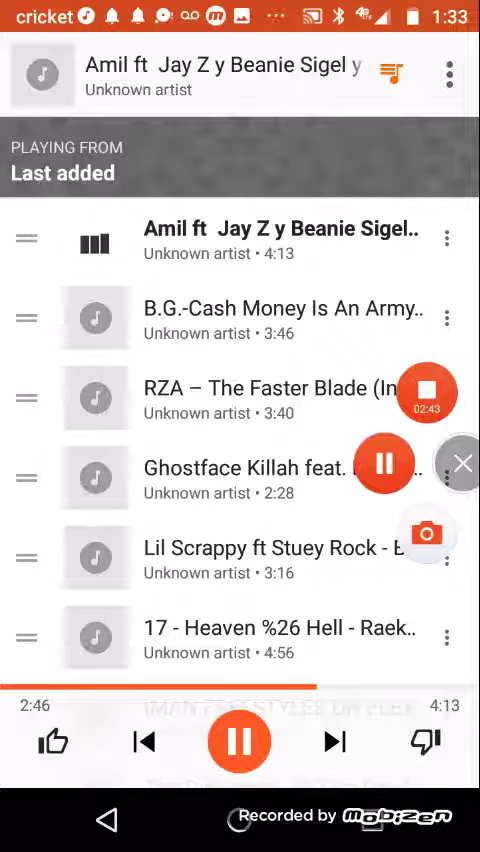 cricket 4G 1:33
Amil ft Jay Z y Beanie Sigel y
Unknown artist
PLAYING FROM
Last added
Amil ft Jay Z y Beanie Sigel..
Unknown artist • 4:13
B.G.-Cash Money Is An Army..
Unknown artist • 3:46
RZA – The Faster Blade (In
Unknown artist • 3:40
02:43
Ghostface Killah feat. ..
Unknown artist • 2:28
Lil Scrappy ft Stuey Rock - B
Unknown artist • 3:16
17 - Heaven %26 Hell - Raek..
Unknown artist • 4:56
2:46 4:13
Recorded by Mobizen